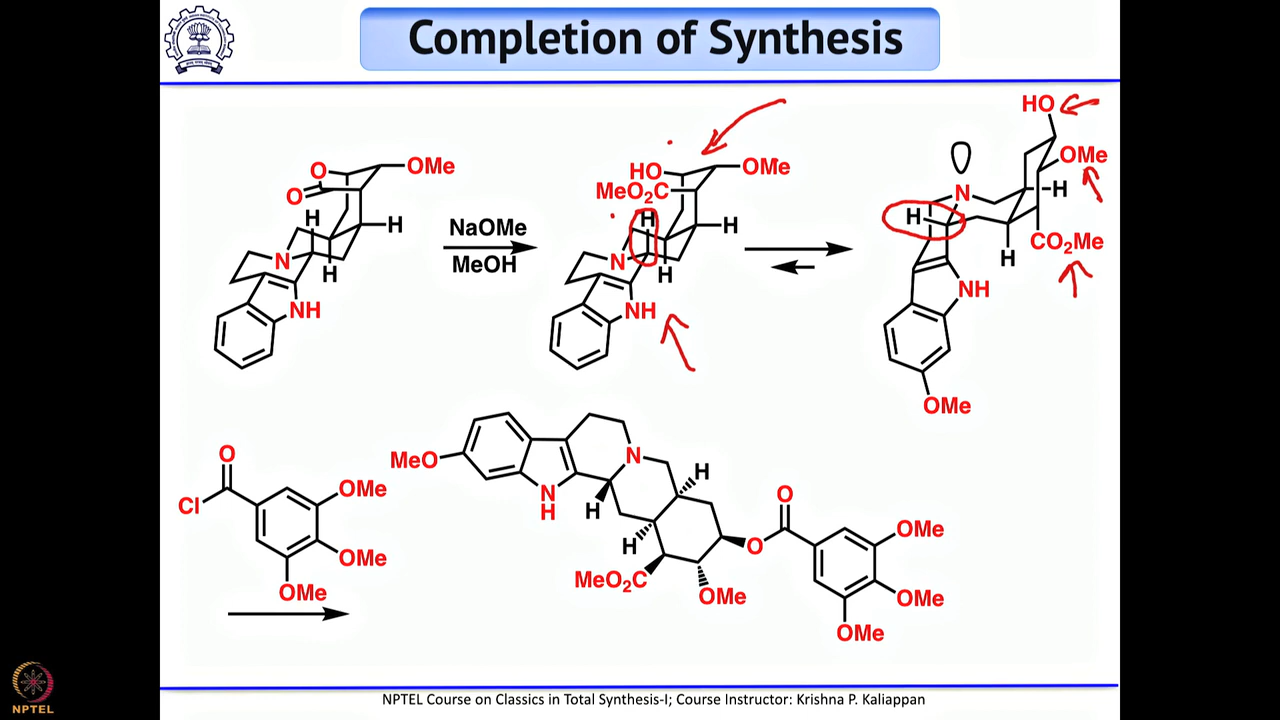 Completion of Synthesis
O
O
OMe
H
H
N
H
NH
NaOMe
MeOH
HO
OMe
MeO2C
H
H
N
H
NH
HO
OMe
N
H
H
CO2Me
H
NH
OMe
O
Cl
OMe
OMe
OMe
MeO
N
H
N
H
H
H
MeO2C
OMe
O
O
OMe
OMe
OMe
NPTEL
NPTEL Course on Classics in Total Synthesis-I; Course Instructor: Krishna P. Kaliappan